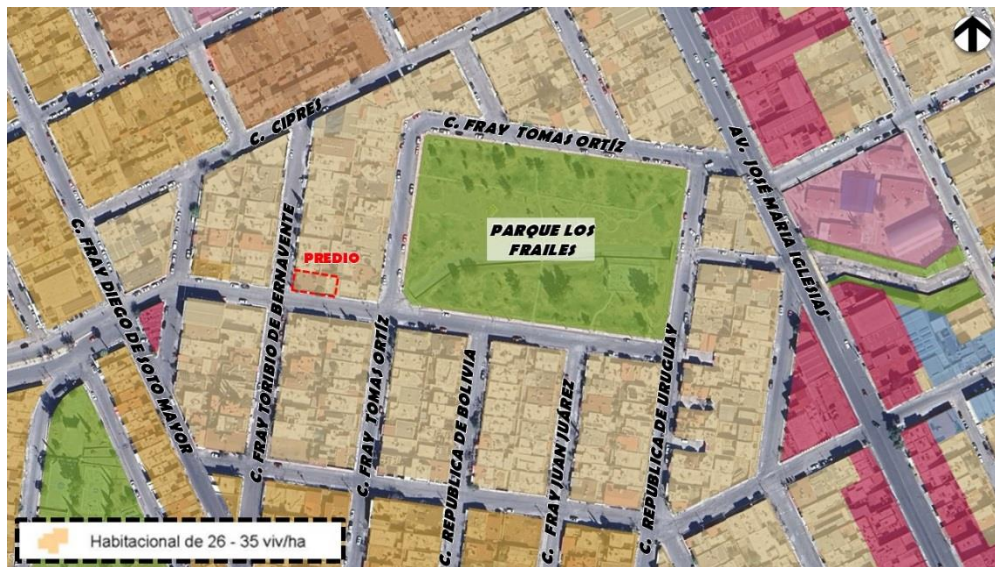 C. CIPRES
C. FRAY TOMAS ORTÍZ
AV. JOSÉ MARIA IGLESIAS
PARQUE LOS
FRAILES
PREDIO
C. FRAY DIEGO DE SOTO MAYOR
C. FRAY TORIBIO DE BERNAVENTE
C. FRAY TOMAS ORTÍZ
C. REPUBLICA DE BOLIVIA
C. FRAY JUAN JUÁREZ
C. REPUBLICA DE URUGUAY
Habitacional de 26 - 35 viv/ha